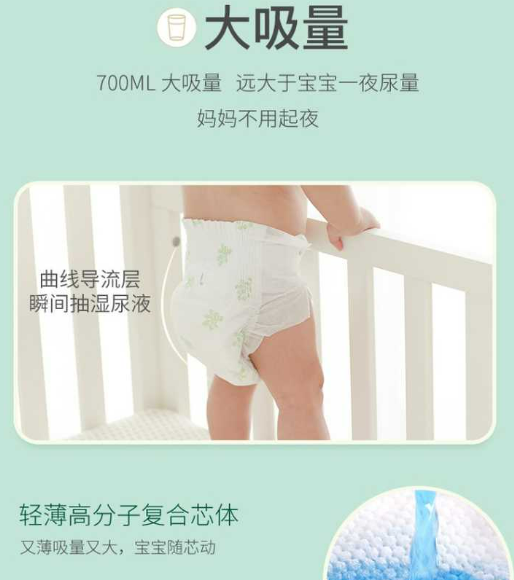 大吸量
700ML 大吸量 远大于宝宝一夜尿量
妈妈不用起夜
曲线导流层
瞬间抽湿尿液
轻薄高分子复合芯体
又薄吸量又大，宝宝随芯动